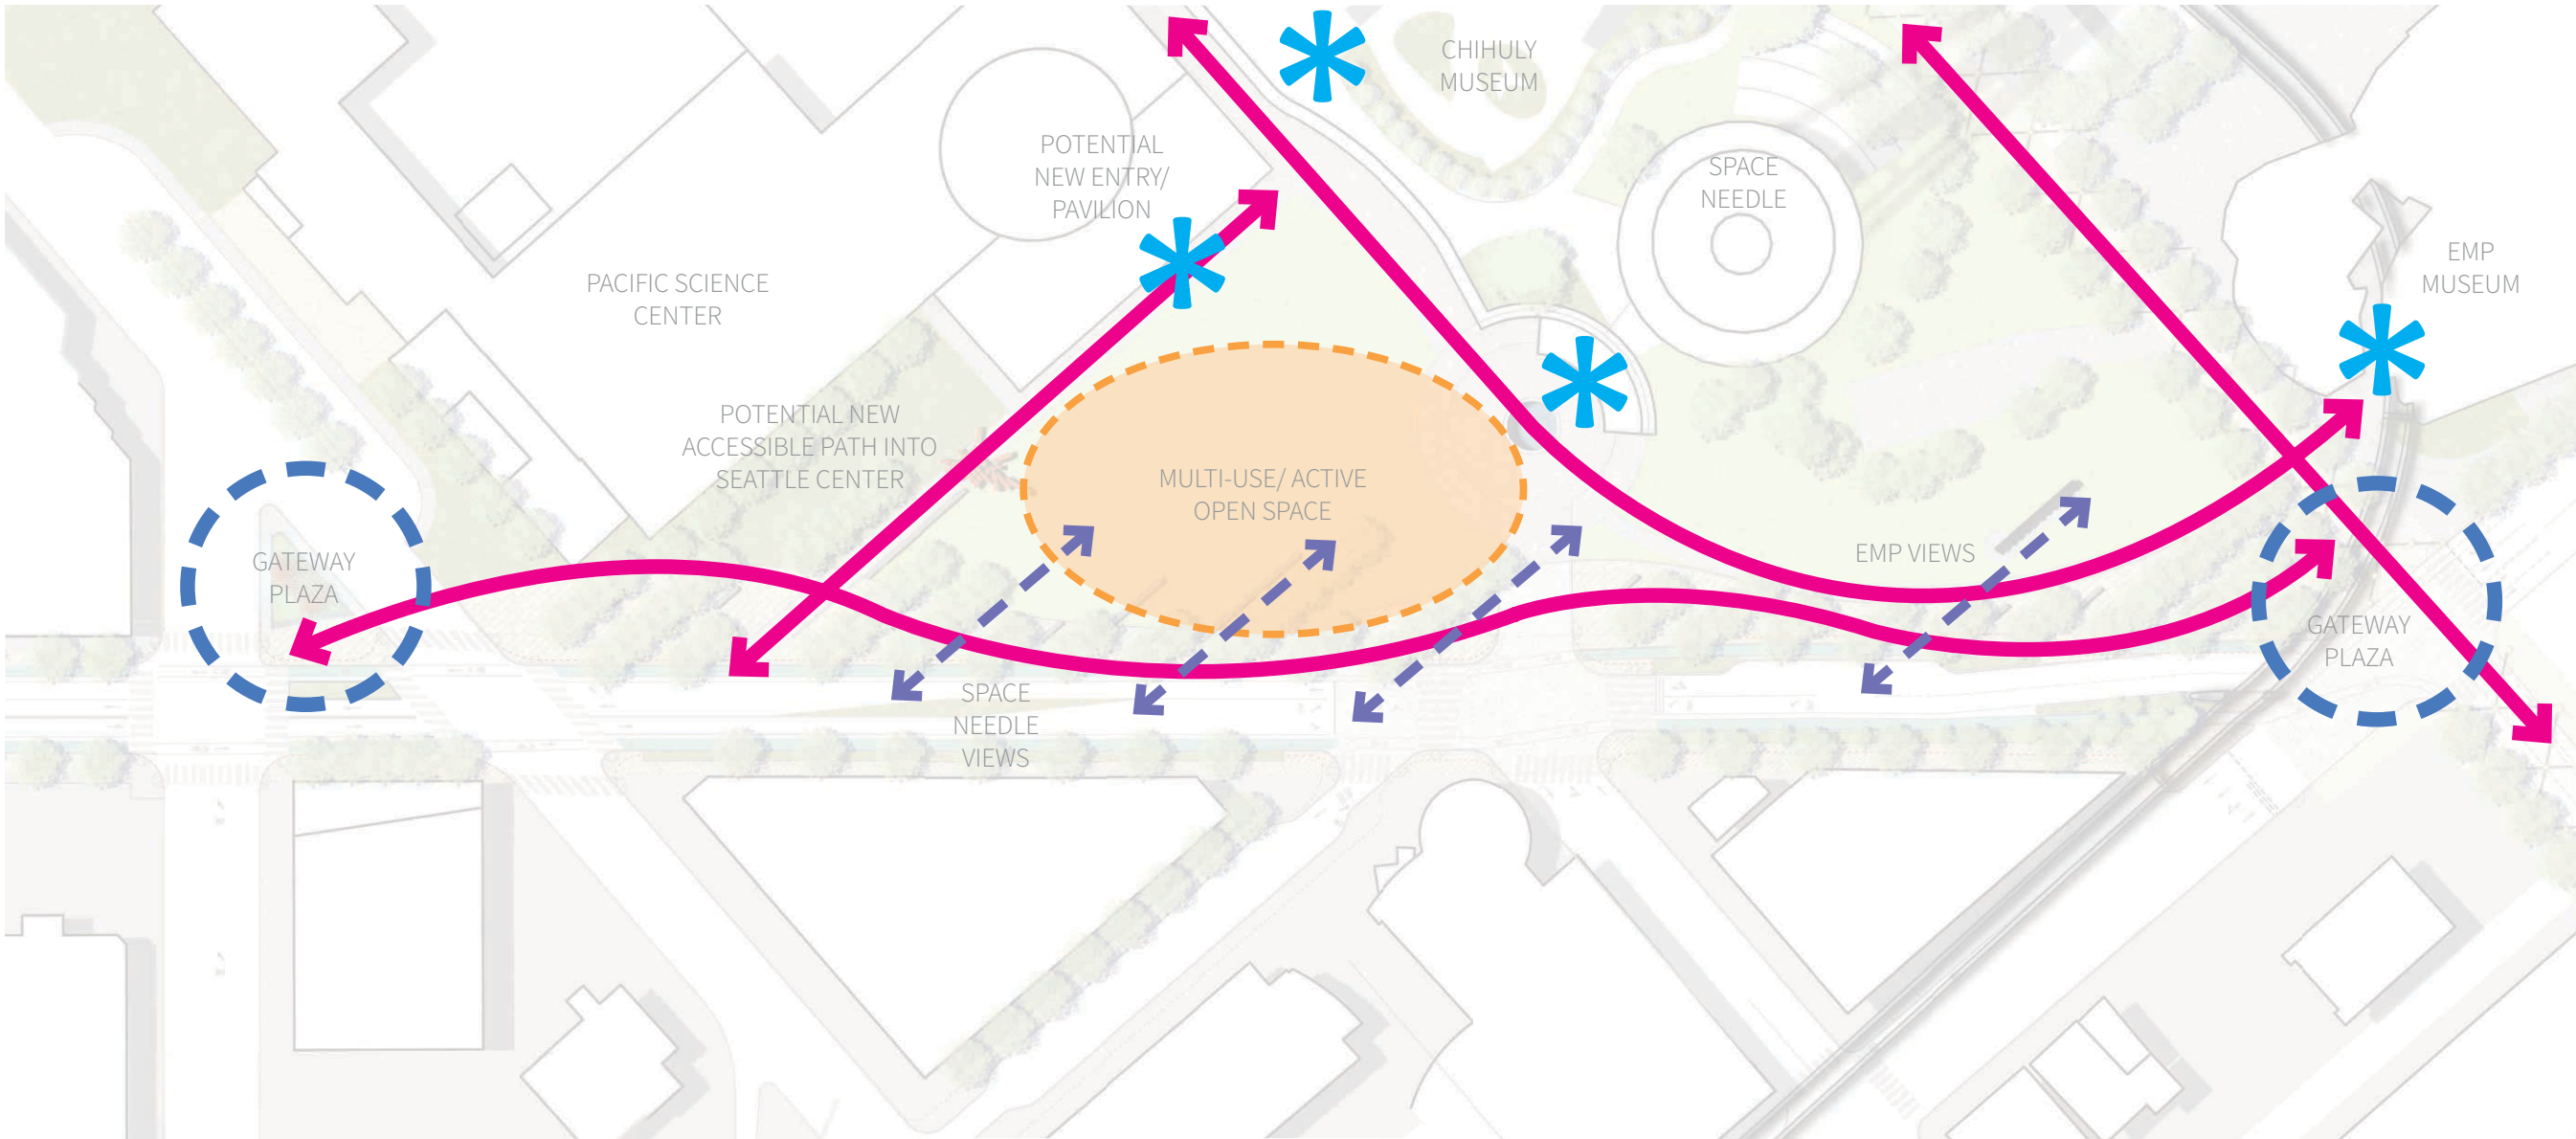 CHIHULY
MUSEUM
POTENTIAL
NEW ENTRY/
PAVILION
SPACE
NEEDLE
EMP
MUSEUM
PACIFIC SCIENCE
CENTER
POTENTIAL NEW
ACCESSIBLE PATH INTO
SEATTLE CENTER
MULTI-USE/ ACTIVE
OPEN SPACE
GATEWAY
PLAZA
EMP VIEWS
GATEWAY
PLAZA
SPACE
NEEDLE
VIEWS